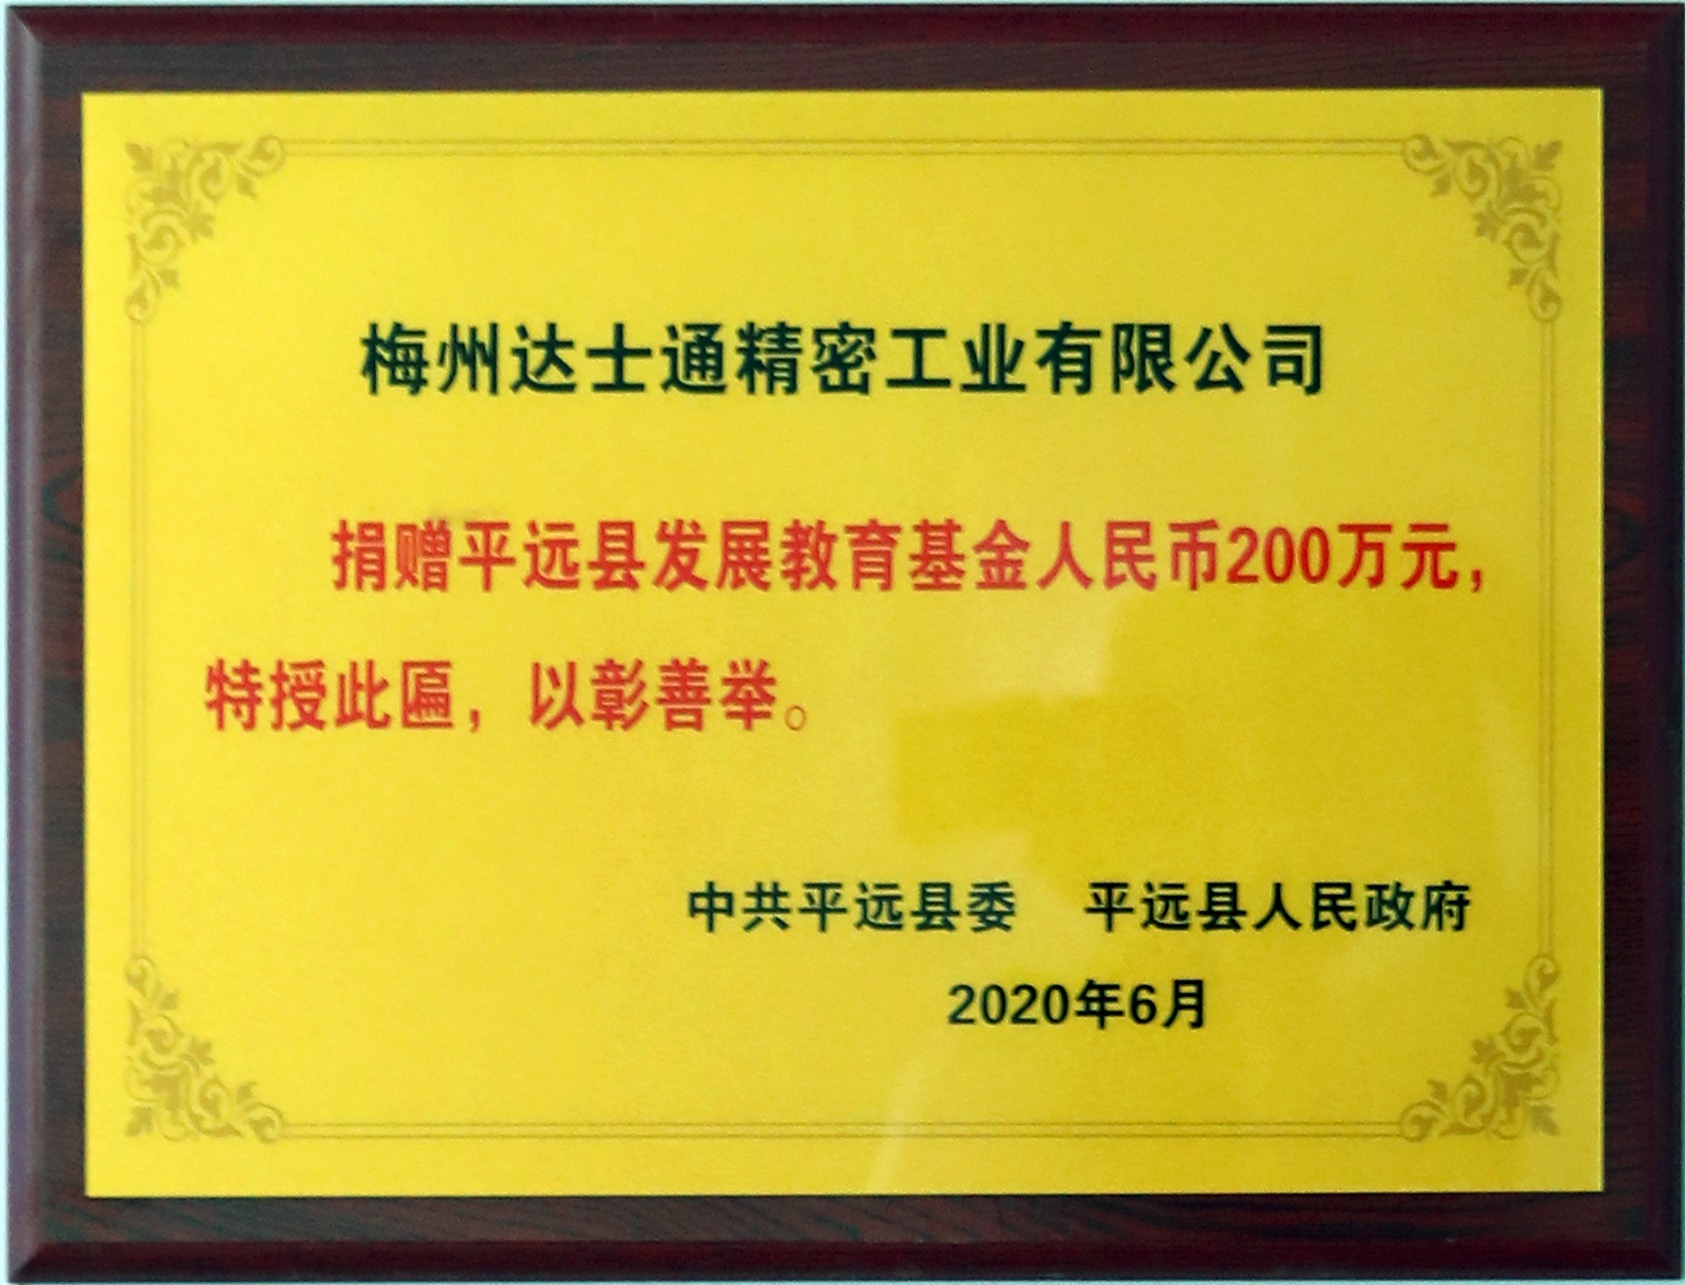 梅州达士通精密工业有限公司
捐赠平远县发展教育基金人民币200万元，
特授此匾，以彰善举。
中共平远县委 平远县人民政府
2020年6月